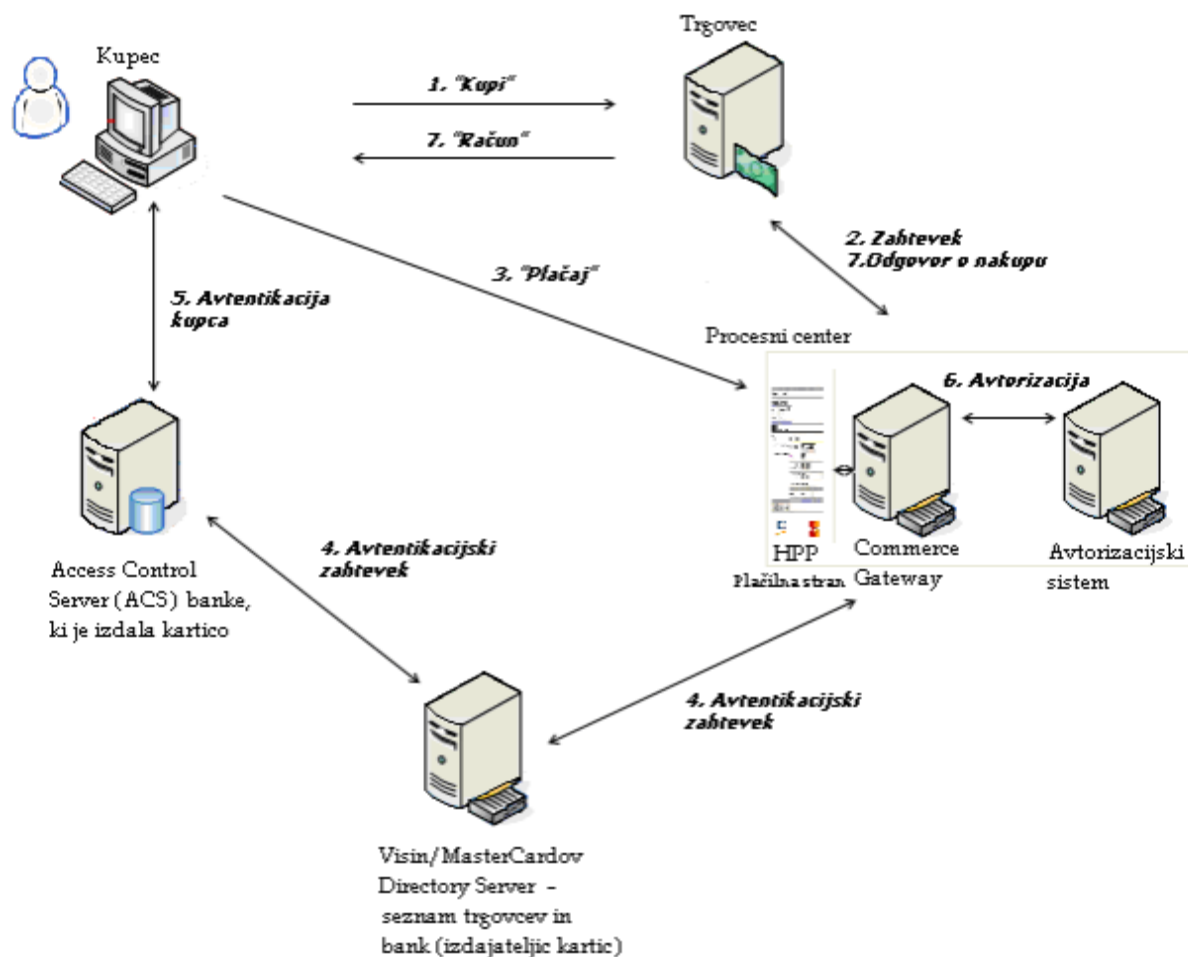 Kupec
Trgovec
1. "Kupi"
7. "Račun"
2. Zahtevek
7.Odgovor o nakupu
3. "Plačaj"
5. Avtentikacija
kupca
Procesni center
6. Avtorizacija
HPP
Plačilna stran
Commerce
Gateway
Avtorizacijski
sistem
Access Control
Server (ACS) banke,
ki je izdala kartico
4. Avtentikacijski
zahtevek
4. Avtentikacijski
zahtevek
Visin/MasterCardov
Directory Server -
seznam trgovcev in
bank (izdajateljic kartic)